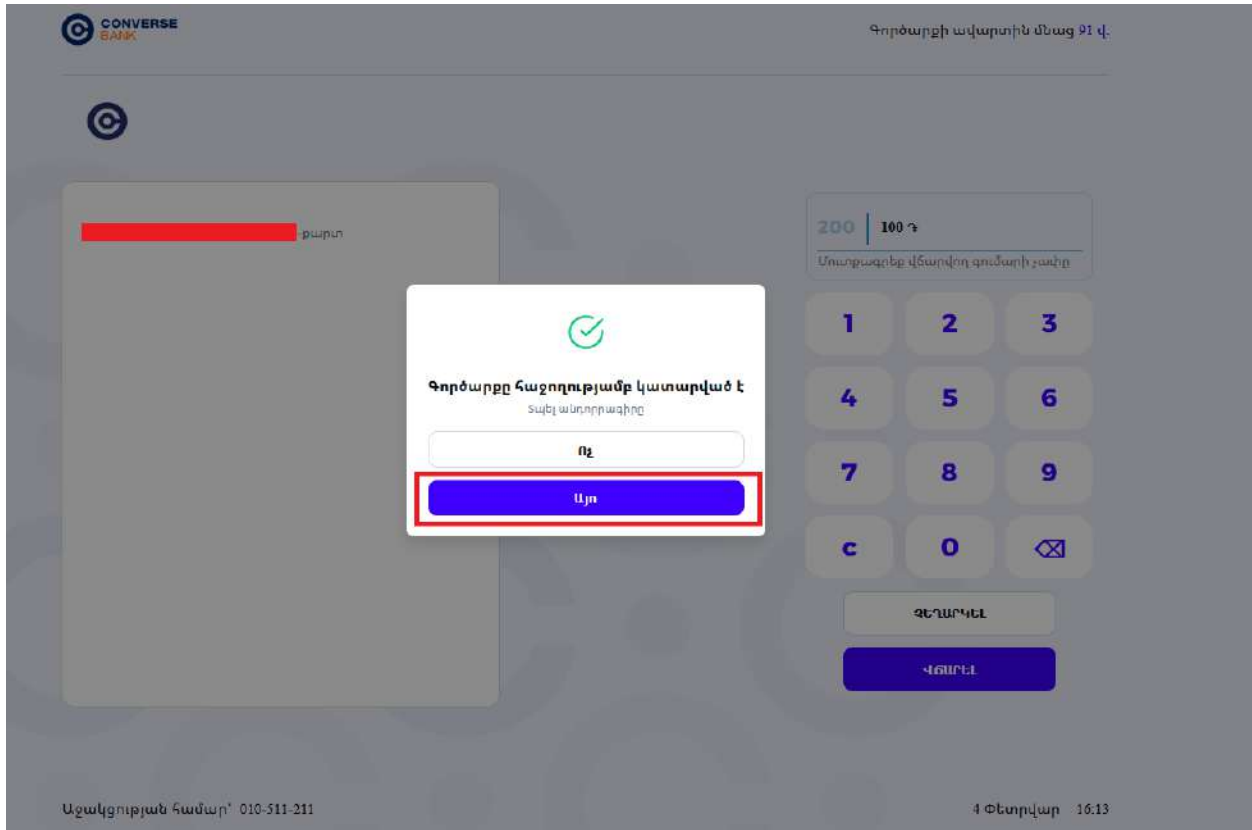 CONVERSE
BANK
Գործարքի ավարտին մնաց 91 վ.
-քարտ
200 100 ֏
Մուտքագրեք վճարվող գումարի չափը
1 2 3
Գործարքը հաջողությամբ կատարված է
Տպել անդորրագիրը
4 5 6
Ոչ
7 8 9
Այո
C 0
ՉԵՂԱՐԿԵԼ
ՎՃԱՐԵԼ
Աջակցության համար՝ 010-511-211
4 Փետրվար 16:13